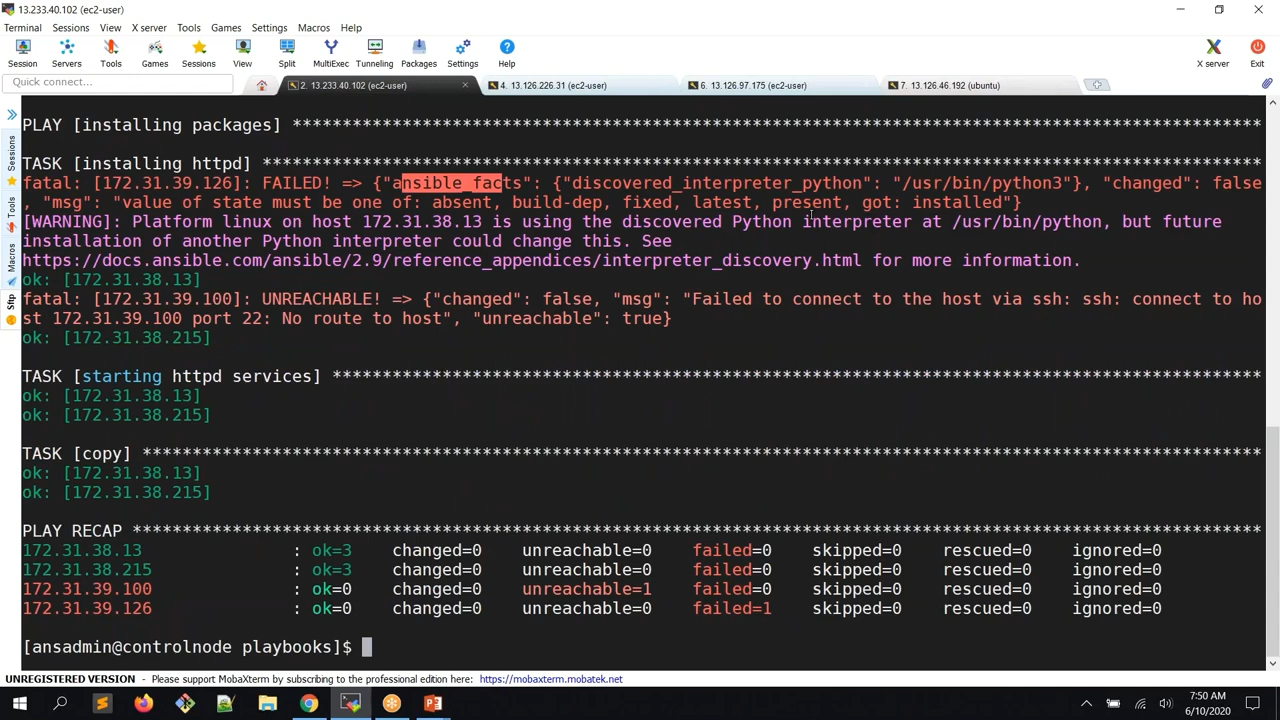 13.233.40.102 (ec2-user)
Terminal Sessions View X server Tools Games Settings Macros Help
Session Servers Tools Games Sessions View Split MultiExec Tunneling Packages Settings Help X server Exit
Quick connect...
2. 13.233.40.102 (ec2-user)
4. 13.126.226.31 (ec2-user)
6. 13.126.97.175 (ec2-user)
7. 13.126.46.192 (ubuntu)
Sessions
Tools
Macros
Sftp
PLAY [installing packages] ***************************************************************************************************
TASK [installing httpd] ******************************************************************************************************
fatal: [172.31.39.126]: FAILED! => {"ansible_facts": {"discovered_interpreter_python": "/usr/bin/python3"}, "changed": false
, "msg": "value of state must be one of: absent, build-dep, fixed, latest, present, got: installed"}
[WARNING]: Platform linux on host 172.31.38.13 is using the discovered Python interpreter at /usr/bin/python, but future
installation of another Python interpreter could change this. See
https://docs.ansible.com/ansible/2.9/reference_appendices/interpreter_discovery.html for more information.
ok: [172.31.38.13]
fatal: [172.31.39.100]: UNREACHABLE! => {"changed": false, "msg": "Failed to connect to the host via ssh: ssh: connect to ho
st 172.31.39.100 port 22: No route to host", "unreachable": true}
ok: [172.31.38.215]
TASK [starting httpd services] ***********************************************************************************************
ok: [172.31.38.13]
ok: [172.31.38.215]
TASK [copy] ******************************************************************************************************************
ok: [172.31.38.13]
ok: [172.31.38.215]
PLAY RECAP *******************************************************************************************************************
172.31.38.13 : ok=3 changed=0 unreachable=0 failed=0 skipped=0 rescued=0 ignored=0
172.31.38.215 : ok=3 changed=0 unreachable=0 failed=0 skipped=0 rescued=0 ignored=0
172.31.39.100 : ok=0 changed=0 unreachable=1 failed=0 skipped=0 rescued=0 ignored=0
172.31.39.126 : ok=0 changed=0 unreachable=0 failed=1 skipped=0 rescued=0 ignored=0
[ansadmin@controlnode playbooks]$
UNREGISTERED VERSION - Please support MobaXterm by subscribing to the professional edition here: https://mobaxterm.mobatek.net
7:50 AM
6/10/2020